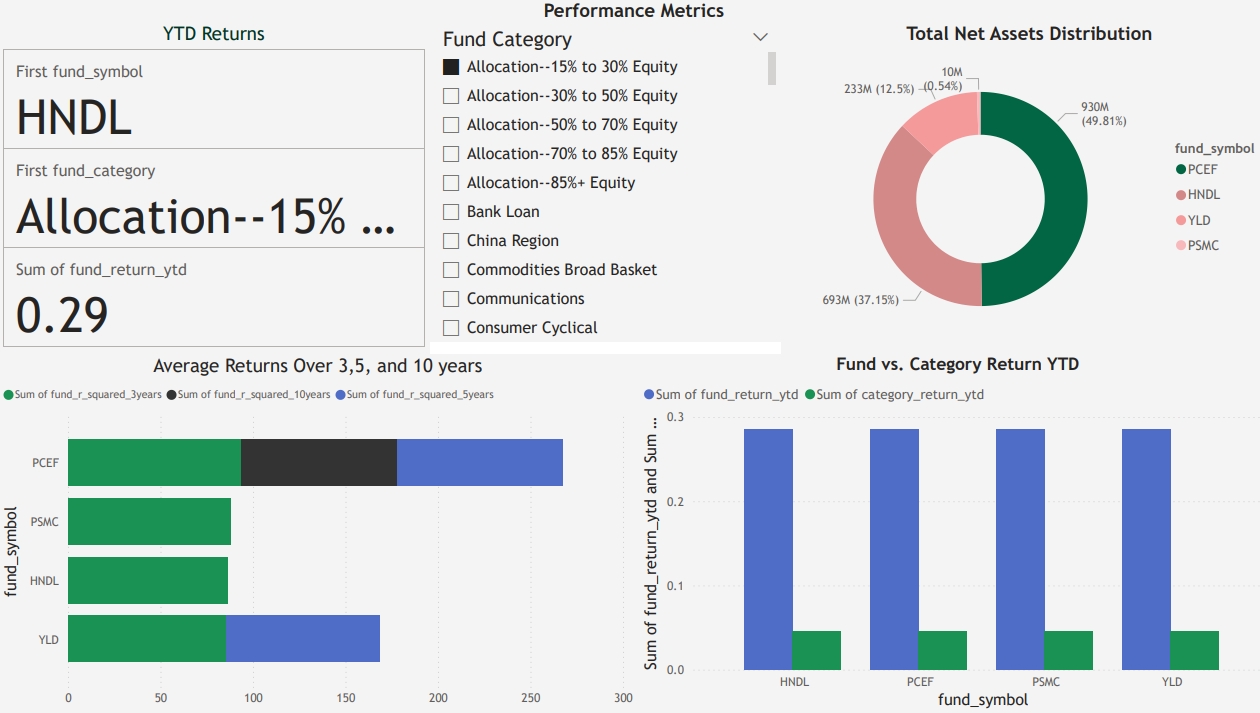 Performance Metrics
YTD Returns
First fund_symbol
HNDL
First fund_category
Allocation--15% ...
Sum of fund_return_ytd
0.29
Fund Category
Allocation--15% to 30% Equity
Allocation--30% to 50% Equity
Allocation--50% to 70% Equity
Allocation--70% to 85% Equity
Allocation--85%+ Equity
Bank Loan
China Region
Commodities Broad Basket
Communications
Consumer Cyclical
Total Net Assets Distribution
10M
(0.54%)
233M (12.5%)
930M
(49.81%)
693M (37.15%)
fund_symbol
PCEF
HNDL
YLD
PSMC
Average Returns Over 3,5, and 10 years
Sum of fund_r_squared_3years Sum of fund_r_squared_10years Sum of fund_r_squared_5years
fund_symbol
PCEF
PSMC
HNDL
YLD
0 50 100 150 200 250 300
Fund vs. Category Return YTD
Sum of fund_return_ytd Sum of category_return_ytd
Sum of fund_return_ytd and Sum ...
0.3
0.2
0.1
0.0
HNDL PCEF PSMC YLD
fund_symbol